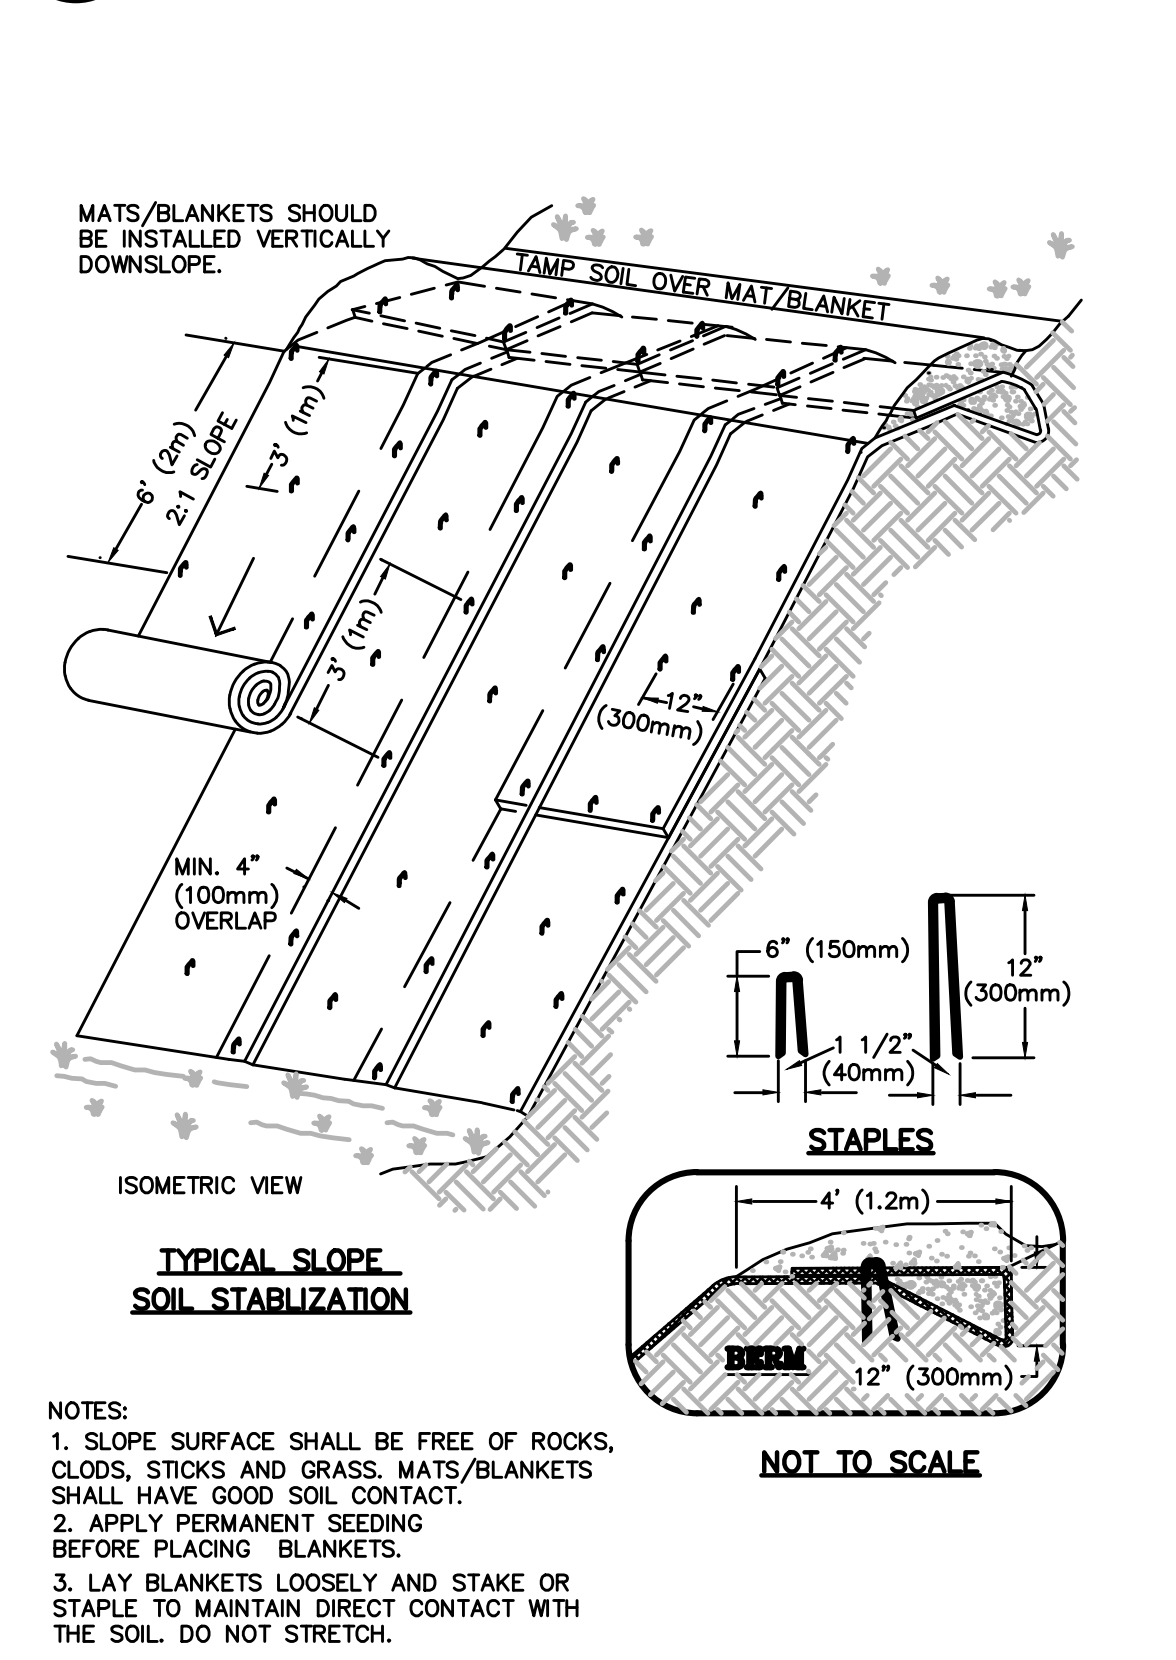 MATS/BLANKETS SHOULD
BE INSTALLED VERTICALLY
DOWNSLOPE.
TAMP SOIL OVER MAT/BLANKET
6' (2m)
2:1 SLOPE
3' (1m)
3' (1m)
12"
(300mm)
MIN. 4"
(100mm)
OVERLAP
6" (150mm)
12"
(300mm)
1 1/2"
(40mm)
STAPLES
ISOMETRIC VIEW
TYPICAL SLOPE
SOIL STABLIZATION
4' (1.2m)
BERM
12" (300mm)
NOT TO SCALE
NOTES:
1. SLOPE SURFACE SHALL BE FREE OF ROCKS,
CLODS, STICKS AND GRASS. MATS/BLANKETS
SHALL HAVE GOOD SOIL CONTACT.
2. APPLY PERMANENT SEEDING
BEFORE PLACING BLANKETS.
3. LAY BLANKETS LOOSELY AND STAKE OR
STAPLE TO MAINTAIN DIRECT CONTACT WITH
THE SOIL. DO NOT STRETCH.